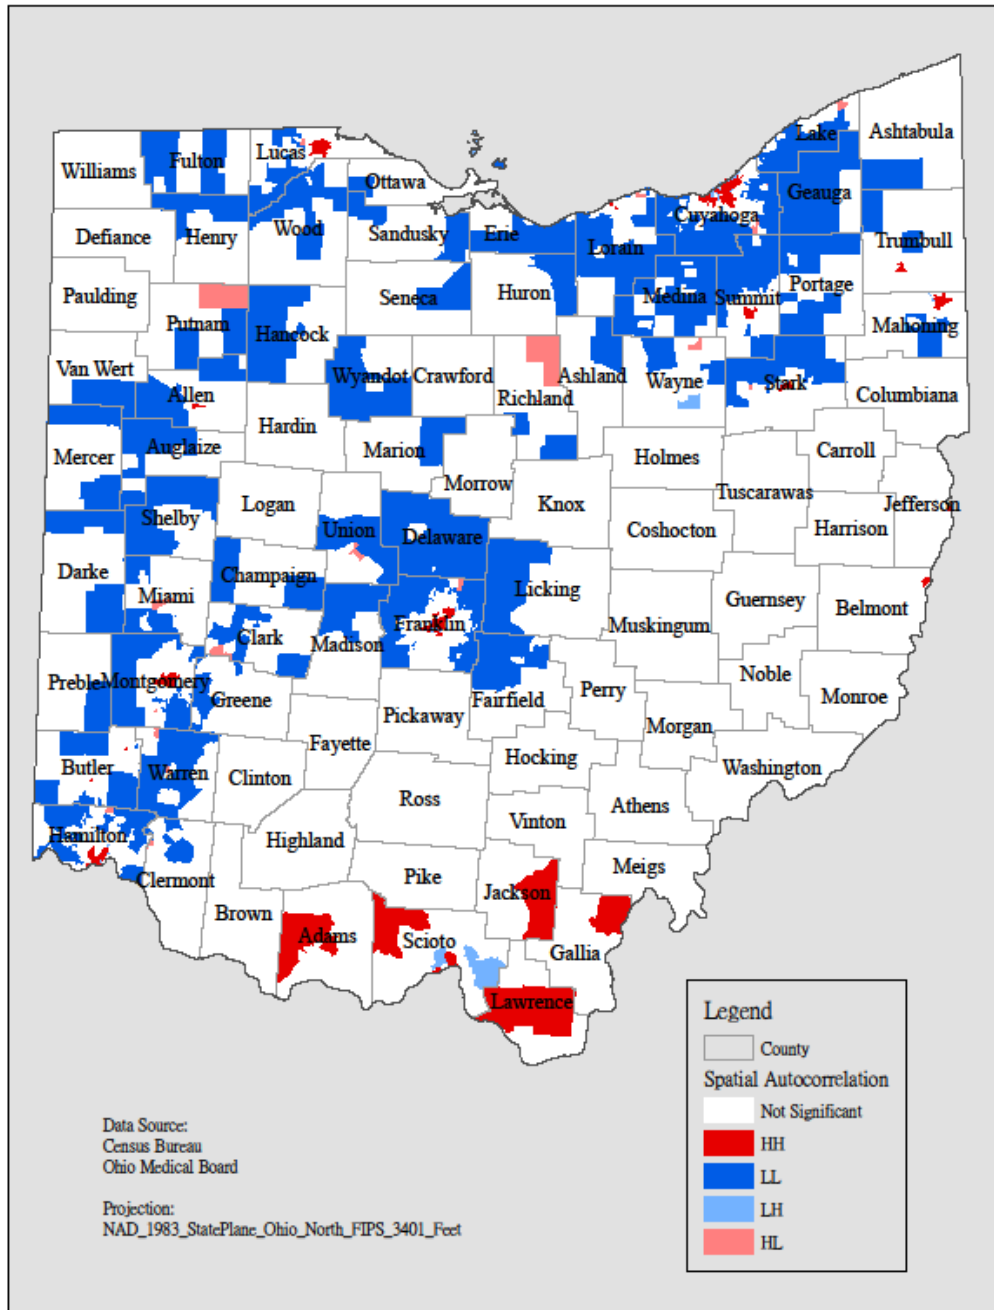 Ashtabula
Lake
Lucas
Williams
Fulton
Ottawa
Geauga
Cuyahoga
Defiance
Henry
Wood
Sandusky
Erie
Lorain
Trumbull
Paulding
Seneca
Huron
Medina
Summit
Portage
Putnam
Hancock
Mahoning
Van Wert
Allen
Wyandot
Crawford
Richland
Ashland
Wayne
Stark
Columbiana
Hardin
Auglaize
Marion
Mercer
Holmes
Carroll
Morrow
Tuscarawas
Logan
Knox
Jefferson
Shelby
Union
Delaware
Coshocton
Harrison
Darke
Champaign
Licking
Miami
Guernsey
Belmont
Clark
Franklin
Muskingum
Madison
Noble
Preble
Montgomery
Greene
Fairfield
Perry
Monroe
Pickaway
Morgan
Fayette
Hocking
Butler
Warren
Clinton
Washington
Ross
Athens
Vinton
Hamilton
Highland
Meigs
Clermont
Pike
Jackson
Brown
Adams
Scioto
Gallia
Lawrence
Legend
County
Spatial Autocorrelation
Not Significant
HH
LL
LH
HL
Data Source:
Census Bureau
Ohio Medical Board
Projection:
NAD_1983_StatePlane_Ohio_North_FIPS_3401_Feet